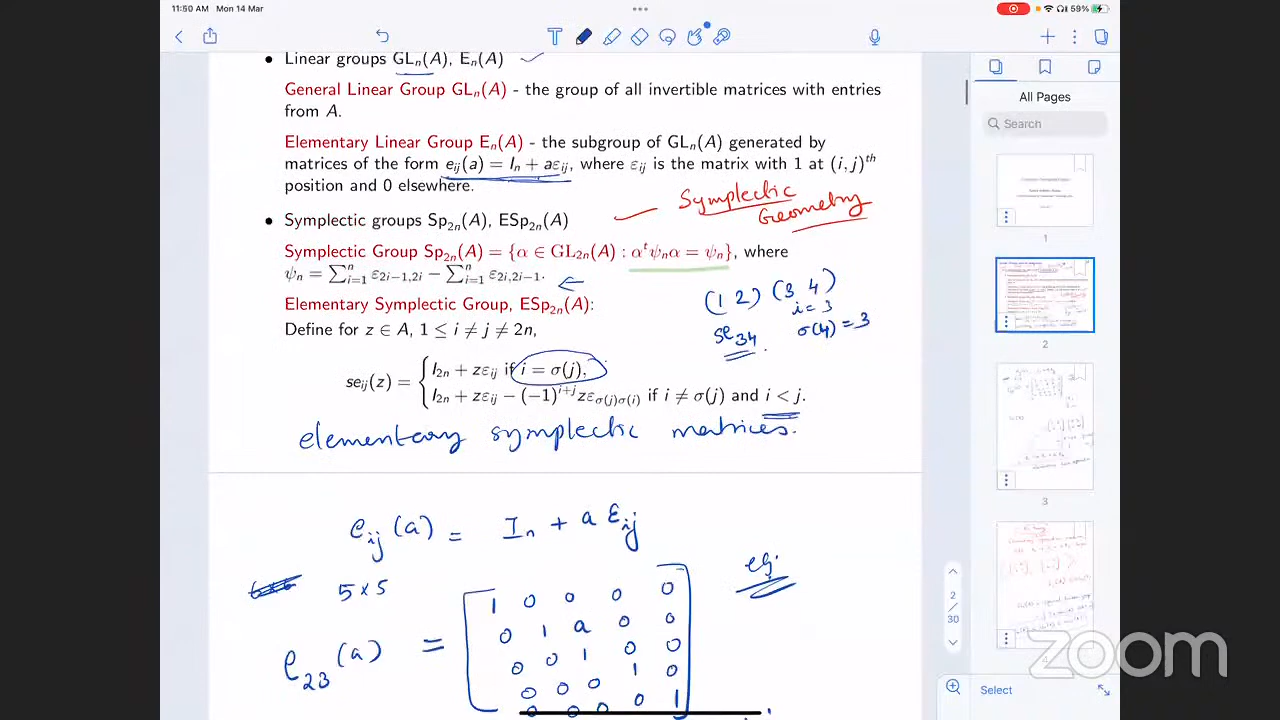 11:50 AM Mon 14 Mar
59%
• Linear groups GLₙ(A), Eₙ(A)
General Linear Group GLₙ(A) - the group of all invertible matrices with entries
from A.
Elementary Linear Group Eₙ(A) - the subgroup of GLₙ(A) generated by
matrices of the form eᵢⱼ(a) = Iₙ + aεᵢⱼ, where εᵢⱼ is the matrix with 1 at (i, j)ᵗʰ
position and 0 elsewhere.
Symplectic
Geometry
• Symplectic groups Sp₂ₙ(A), ESp₂ₙ(A)
Symplectic Group Sp₂ₙ(A) = {α ∈ GL₂ₙ(A) : αᵗψₙα = ψₙ}, where
ψₙ = ∑ⁿᵢ₌₁ ε₂ᵢ₋₁,₂ᵢ − ∑ⁿᵢ₌₁ ε₂ᵢ,₂ᵢ₋₁.
Elementary Symplectic Group, ESp₂ₙ(A):
Define for z ∈ A, 1 ≤ i ≠ j ≤ 2n,
(1 2) (3 4)
i = 3
se₃₄ σ(4) = 3
seᵢⱼ(z) = { I₂ₙ + zεᵢⱼ if i = σ(j),
I₂ₙ + zεᵢⱼ − (−1)ⁱ⁺ʲzε_σ(j)σ(i) if i ≠ σ(j) and i < j.
elementary symplectic matrices.
eᵢⱼ(a) = Iₙ + a εᵢⱼ
eg:
5 x 5
e₂₃(a) =
1 0 0 0 0
0 1 a 0 0
0 0 1 0 0
0 0 0 1 0
0 0 0 0 1
All Pages
Search
1
2
3
4
2
/
30
Select
zoom